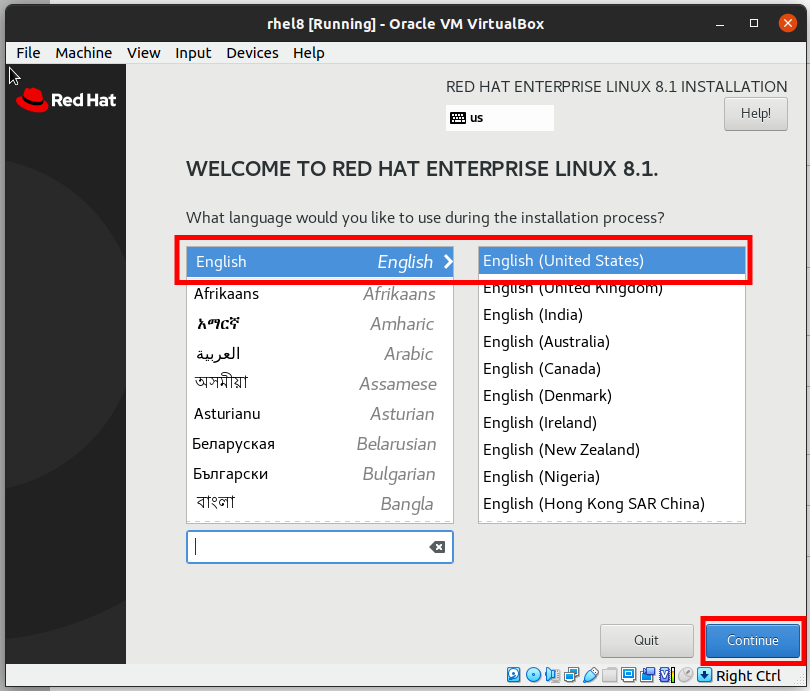 rhel8 [Running] - Oracle VM VirtualBox
File Machine View Input Devices Help
Red Hat
RED HAT ENTERPRISE LINUX 8.1 INSTALLATION
us
Help!
WELCOME TO RED HAT ENTERPRISE LINUX 8.1.
What language would you like to use during the installation process?
English English
Afrikaans Afrikaans
አማርኛ Amharic
العربية Arabic
অসমীয়া Assamese
Asturianu Asturian
Беларуская Belarusian
Български Bulgarian
বাংলা Bangla
English (United States)
English (United Kingdom)
English (India)
English (Australia)
English (Canada)
English (Denmark)
English (Ireland)
English (New Zealand)
English (Nigeria)
English (Hong Kong SAR China)
Quit
Continue
Right Ctrl